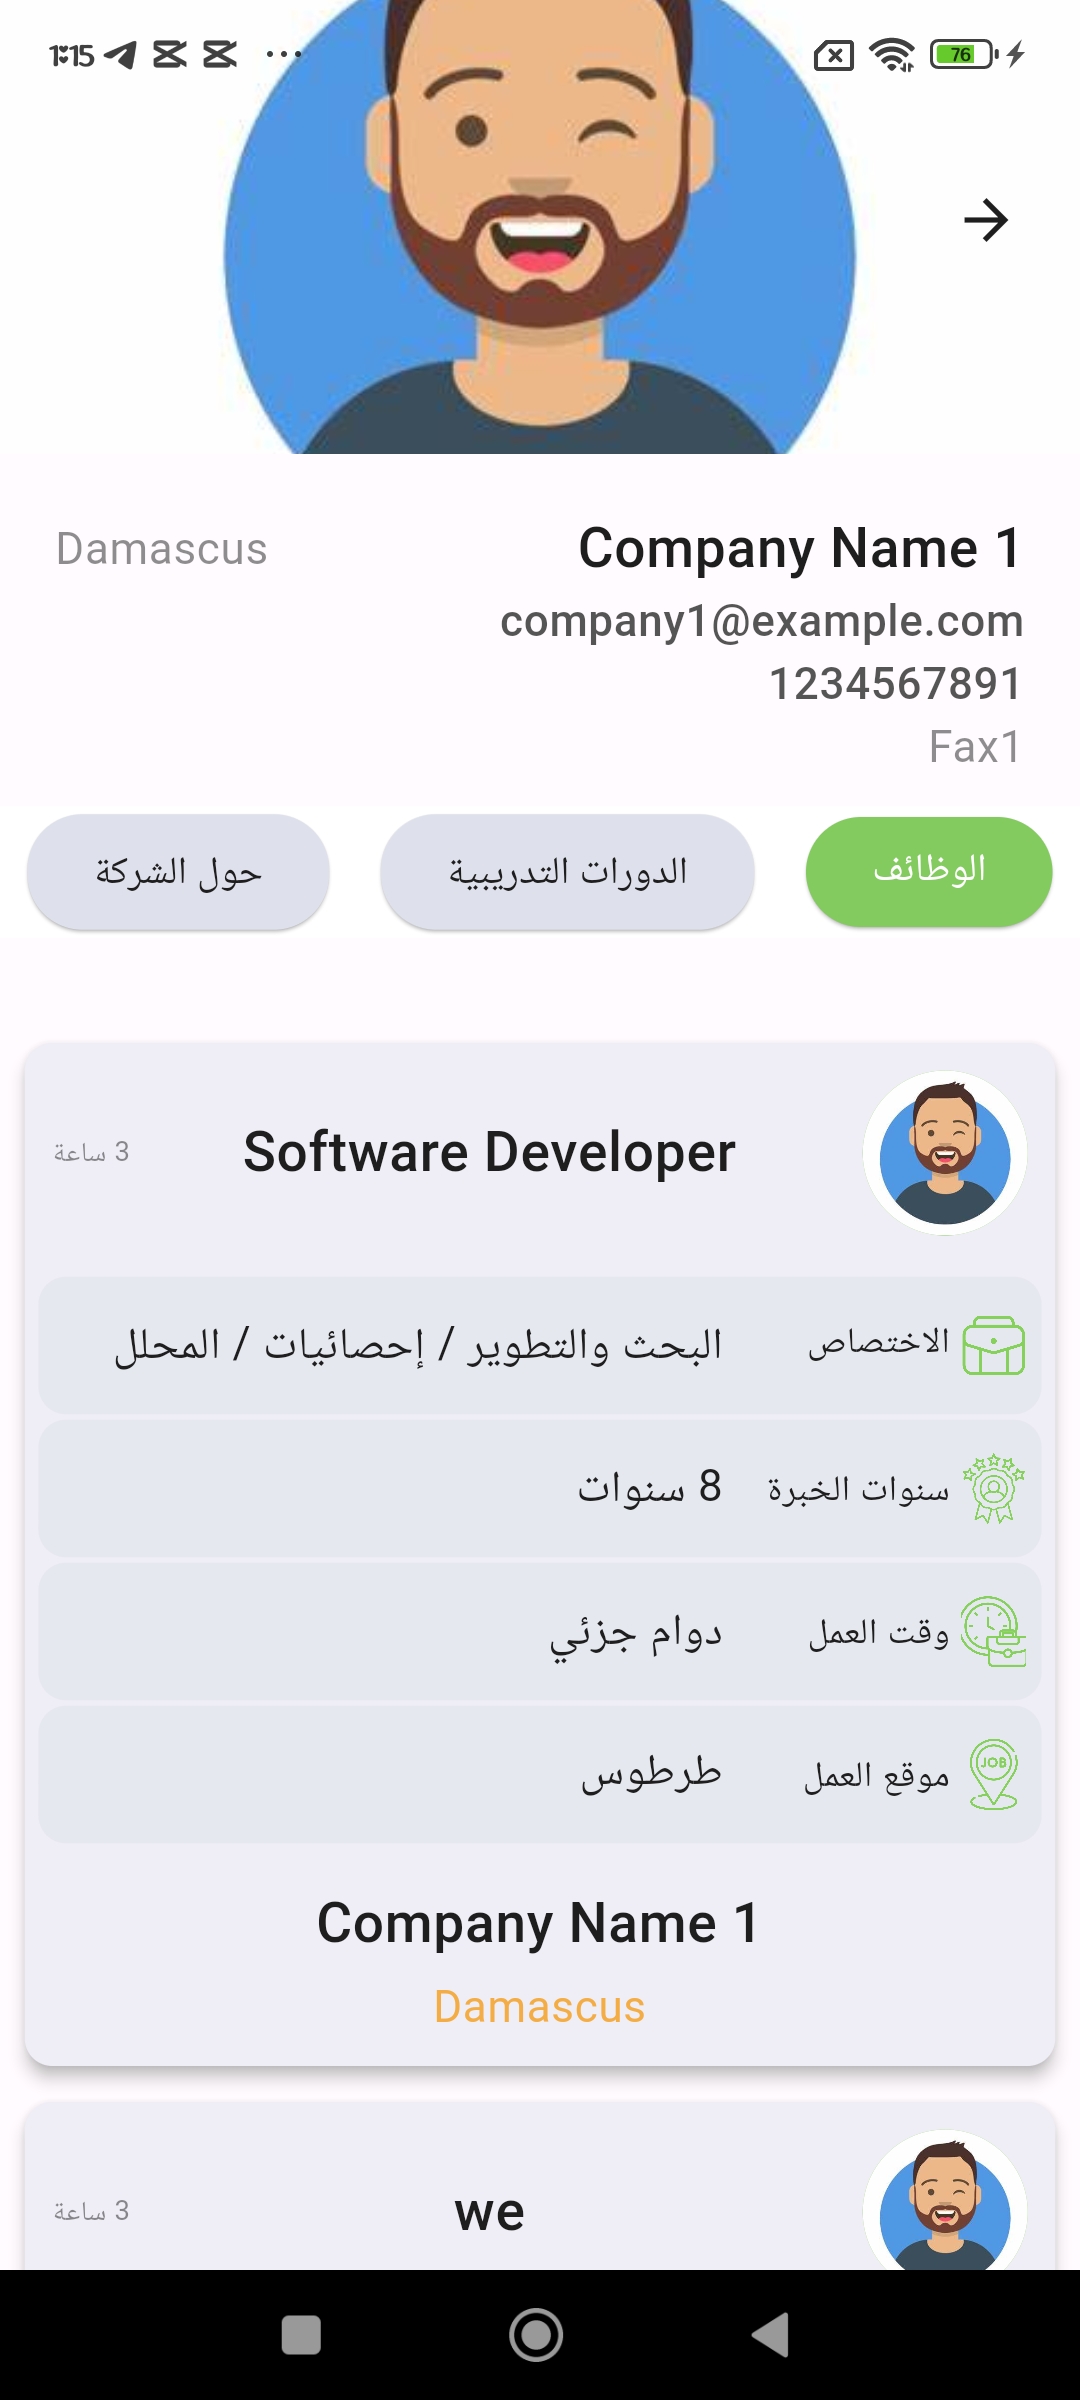 1:15
76
Company Name 1
Damascus
company1@example.com
1234567891
Fax1
الوظائف
الدورات التدريبية
حول الشركة
Software Developer
3 ساعة
الاختصاص
البحث والتطوير / إحصائيات / المحلل
سنوات الخبرة
8 سنوات
وقت العمل
دوام جزئي
JOB
موقع العمل
طرطوس
Company Name 1
Damascus
we
3 ساعة